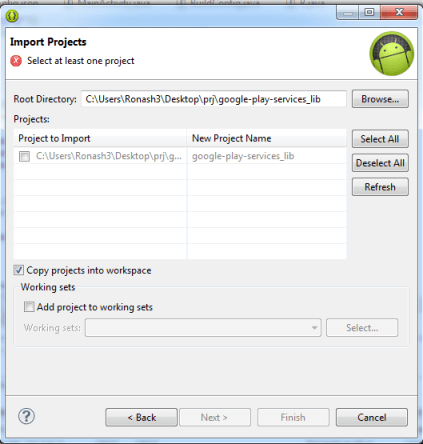 Import Projects
Select at least one project
Root Directory: C:\Users\Ronash3\Desktop\prj\google-play-services_lib Browse...
Projects:
Project to Import New Project Name Select All
C:\Users\Ronash3\Desktop\prj\g... google-play-services_lib Deselect All
Refresh
Copy projects into workspace
Working sets
Add project to working sets
Working sets: Select...
? < Back Next > Finish Cancel